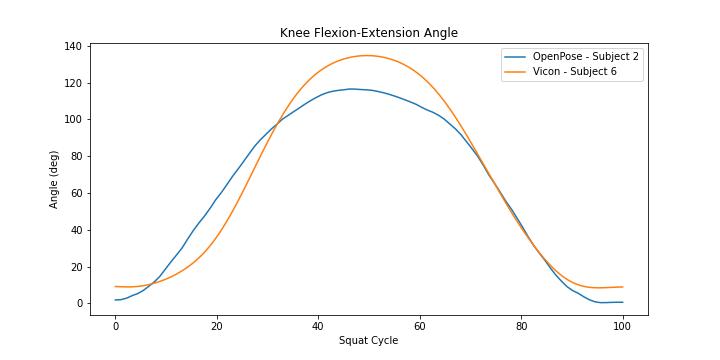 Knee Flexion-Extension Angle
OpenPose - Subject 2
Vicon - Subject 6
140
120
100
80
60
40
20
0
Angle (deg)
0 20 40 60 80 100
Squat Cycle